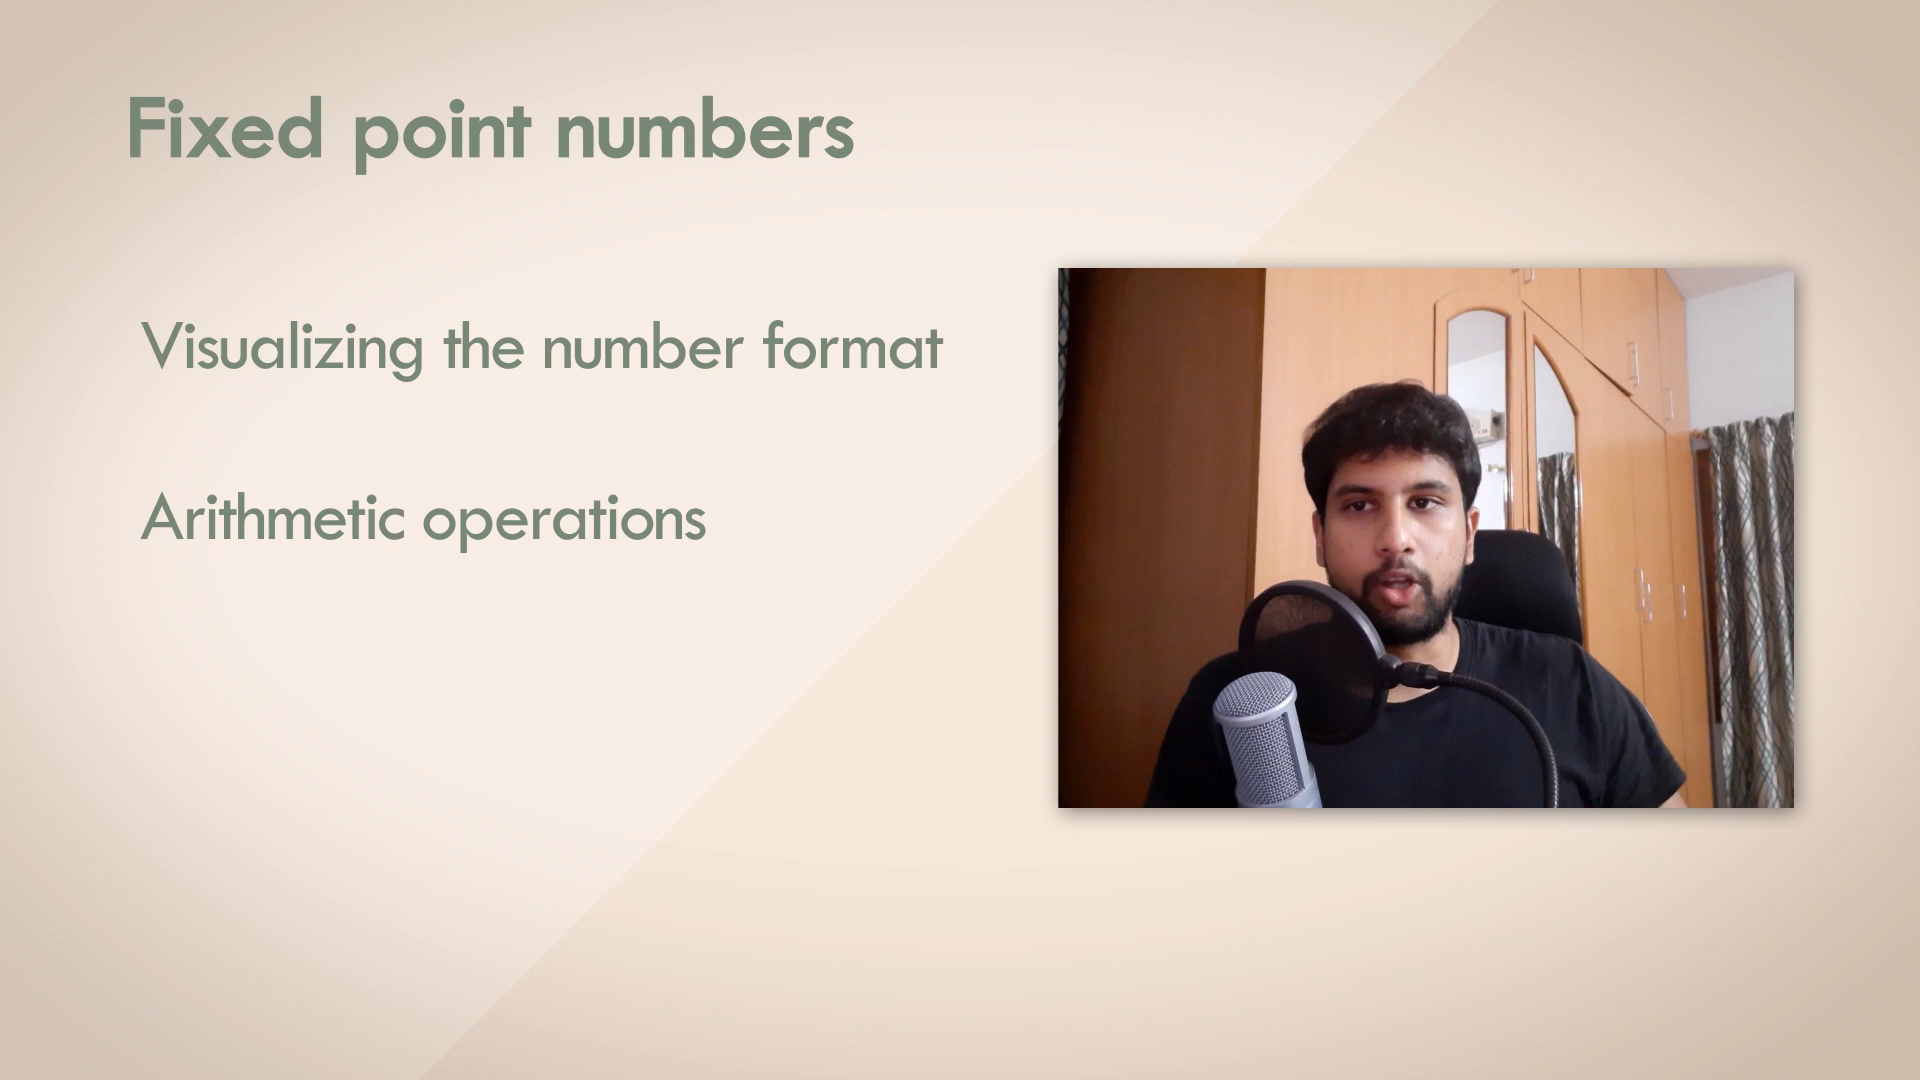 Fixed point numbers
Visualizing the number format
Arithmetic operations